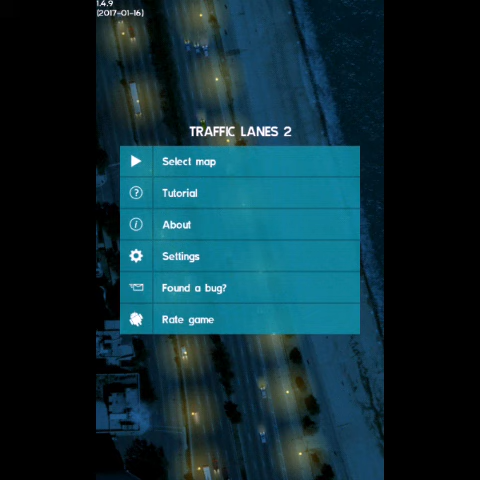 1.4.9
(2017-01-16)
TRAFFIC LANES 2
Select map
Tutorial
About
Settings
Found a bug?
Rate game